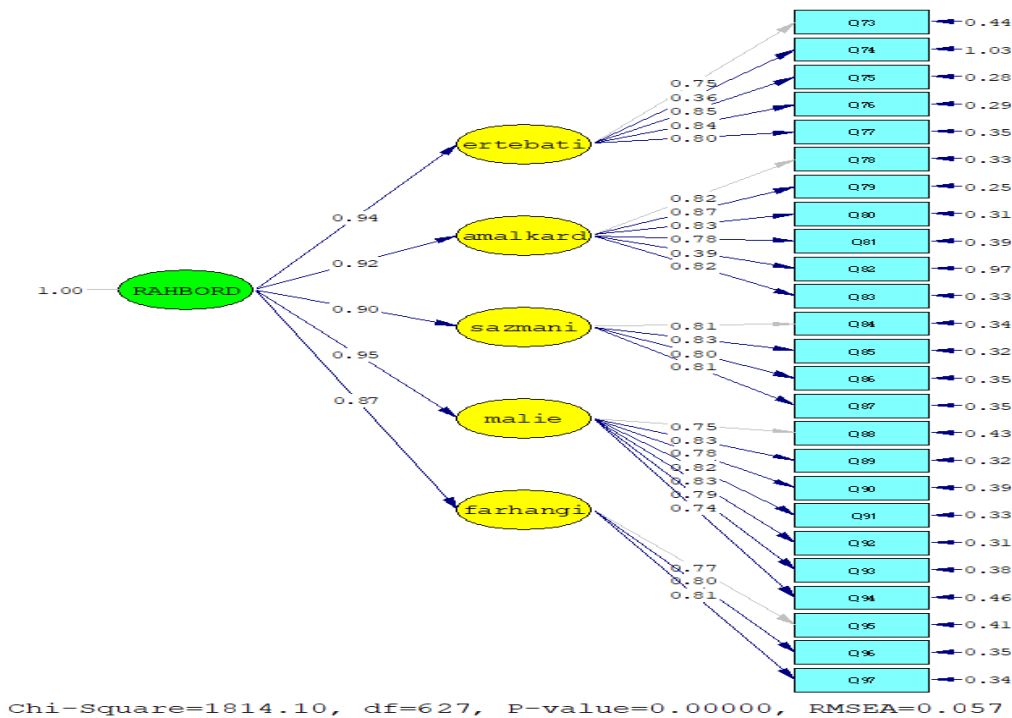 Q73 0.44
Q74 1.03
0.75 Q75 0.28
0.36
0.85 Q76 0.29
0.84
0.80 Q77 0.35
ertebati
Q78 0.33
0.82 Q79 0.25
0.94 0.87 Q80 0.31
0.83
amalkard 0.78 Q81 0.39
0.92 0.39 Q82 0.97
0.82
1.00 RAHBORD Q83 0.33
0.90 sazmani 0.81 Q84 0.34
0.83
0.95 0.80 Q85 0.32
0.81
Q86 0.35
0.87 Q87 0.35
malie 0.75 Q88 0.43
0.83
0.78 Q89 0.32
0.82
0.83 Q90 0.39
0.79
farhangi 0.74 Q91 0.33
Q92 0.31
0.77 Q93 0.38
0.80
0.81 Q94 0.46
Q95 0.41
Q96 0.35
Q97 0.34
Chi-Square=1814.10, df=627, P-value=0.00000, RMSEA=0.057